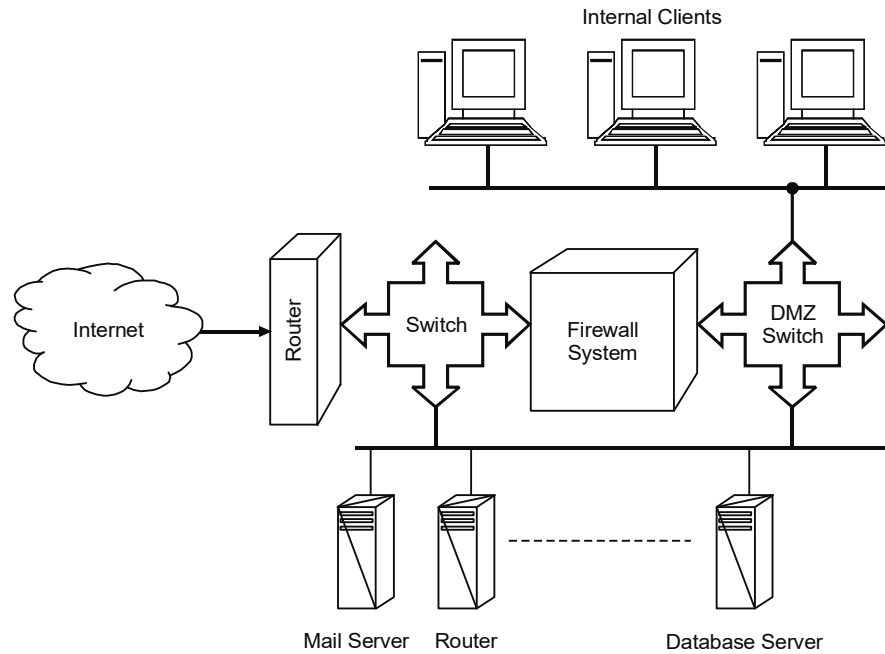 Internal Clients
Internet
Router
Switch
Firewall
System
DMZ
Switch
Mail Server
Router
Database Server